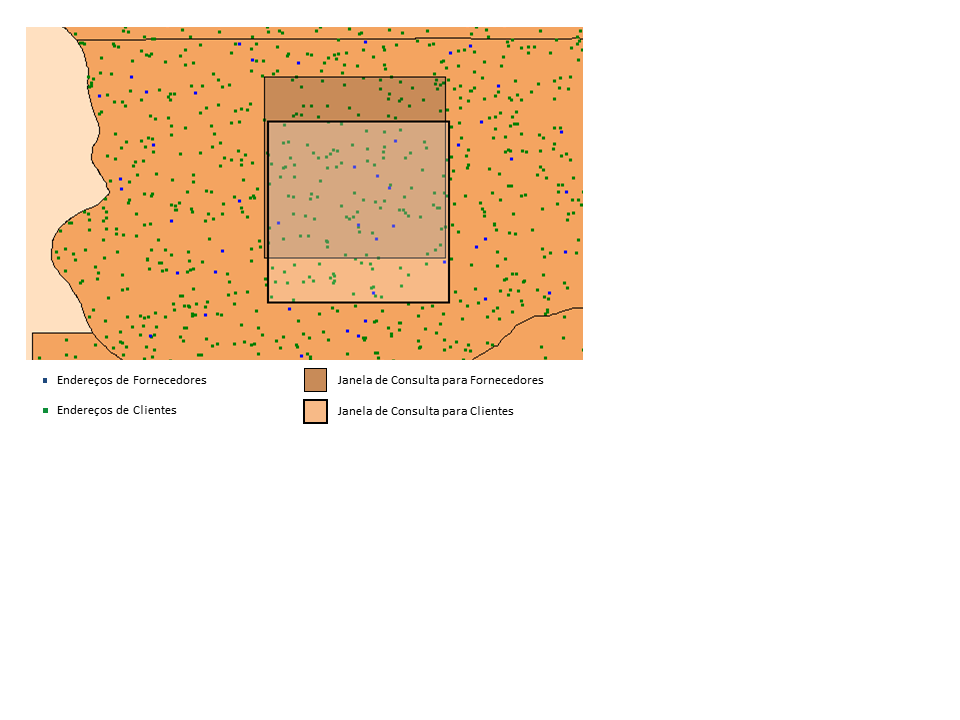 Endereços de Fornecedores
Janela de Consulta para Fornecedores
Endereços de Clientes
Janela de Consulta para Clientes